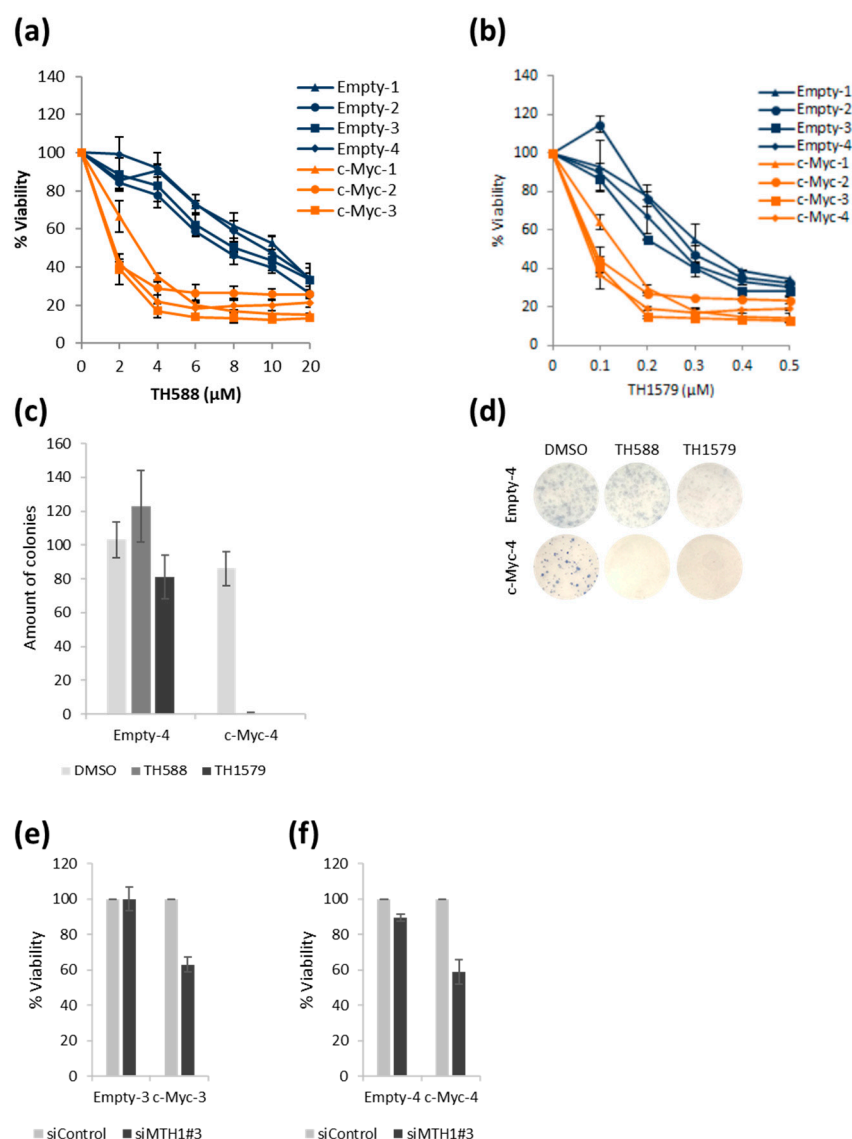 (a)
140
120
100
80
60
40
20
0
% Viability
0 2 4 6 8 10 20
TH588 (µM)
Empty-1
Empty-2
Empty-3
Empty-4
c-Myc-1
c-Myc-2
c-Myc-3
(b)
140
120
100
80
60
40
20
0
% Viability
0 0.1 0.2 0.3 0.4 0.5
TH1579 (µM)
Empty-1
Empty-2
Empty-3
Empty-4
c-Myc-1
c-Myc-2
c-Myc-3
c-Myc-4
(c)
160
140
120
100
80
60
40
20
0
Amount of colonies
Empty-4 c-Myc-4
DMSO TH588 TH1579
(d)
DMSO TH588 TH1579
Empty-4
c-Myc-4
(e)
120
100
80
60
40
20
0
% Viability
Empty-3 c-Myc-3
siControl siMTH1#3
(f)
120
100
80
60
40
20
0
% Viability
Empty-4 c-Myc-4
siControl siMTH1#3